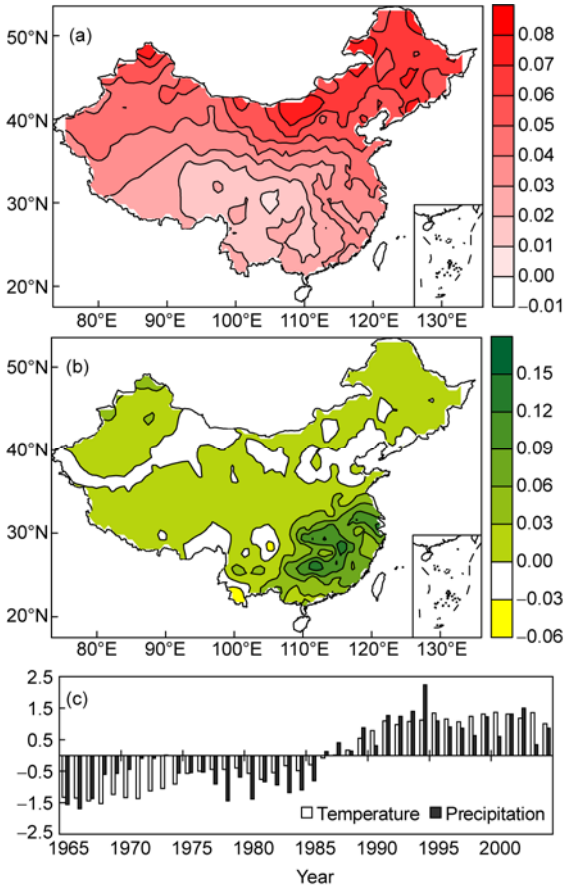 (a)
50°N
40°N
30°N
20°N
80°E 90°E 100°E 110°E 120°E 130°E
0.08
0.07
0.06
0.05
0.04
0.03
0.02
0.01
0.00
−0.01
(b)
50°N
40°N
30°N
20°N
80°E 90°E 100°E 110°E 120°E 130°E
0.15
0.12
0.09
0.06
0.03
0.00
−0.03
−0.06
(c)
2.5
1.5
0.5
−0.5
−1.5
−2.5
Temperature Precipitation
1965 1970 1975 1980 1985 1990 1995 2000
Year